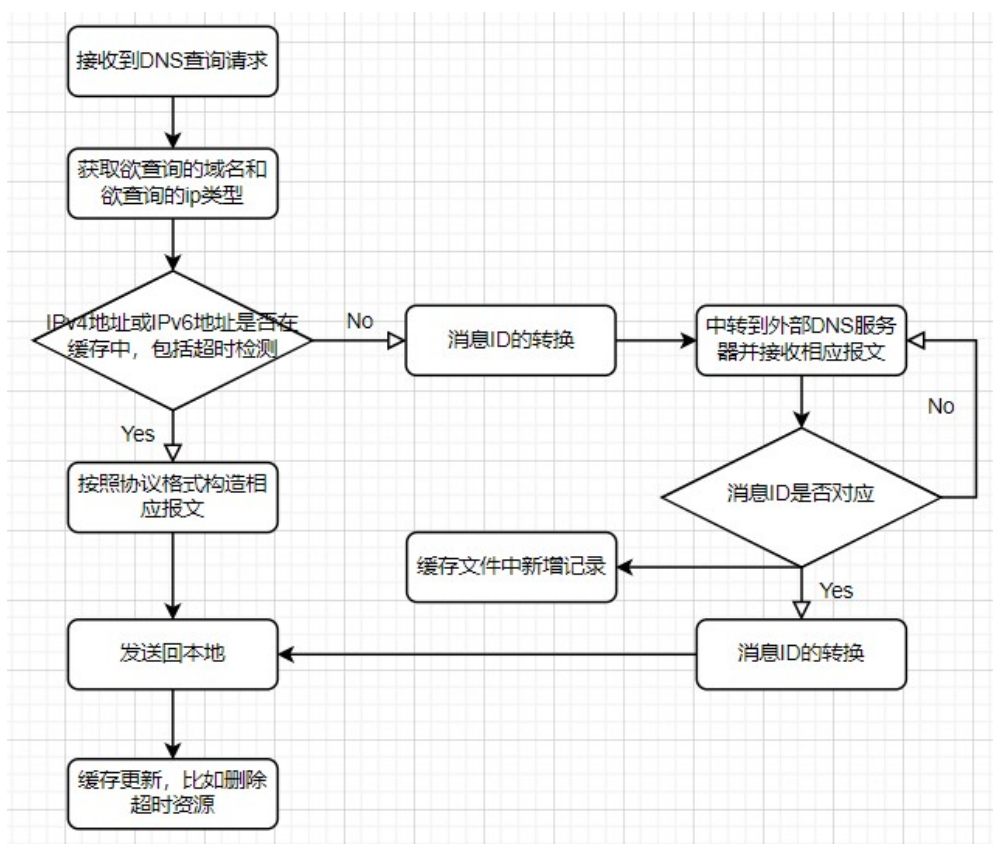 接收到DNS查询请求
获取欲查询的域名和
欲查询的ip类型
IPv4地址或IPv6地址是否在
缓存中，包括超时检测
No
消息ID的转换
中转到外部DNS服务
器并接收相应报文
No
Yes
按照协议格式构造相
应报文
消息ID是否对应
缓存文件中新增记录
Yes
发送回本地
消息ID的转换
缓存更新，比如删除
超时资源